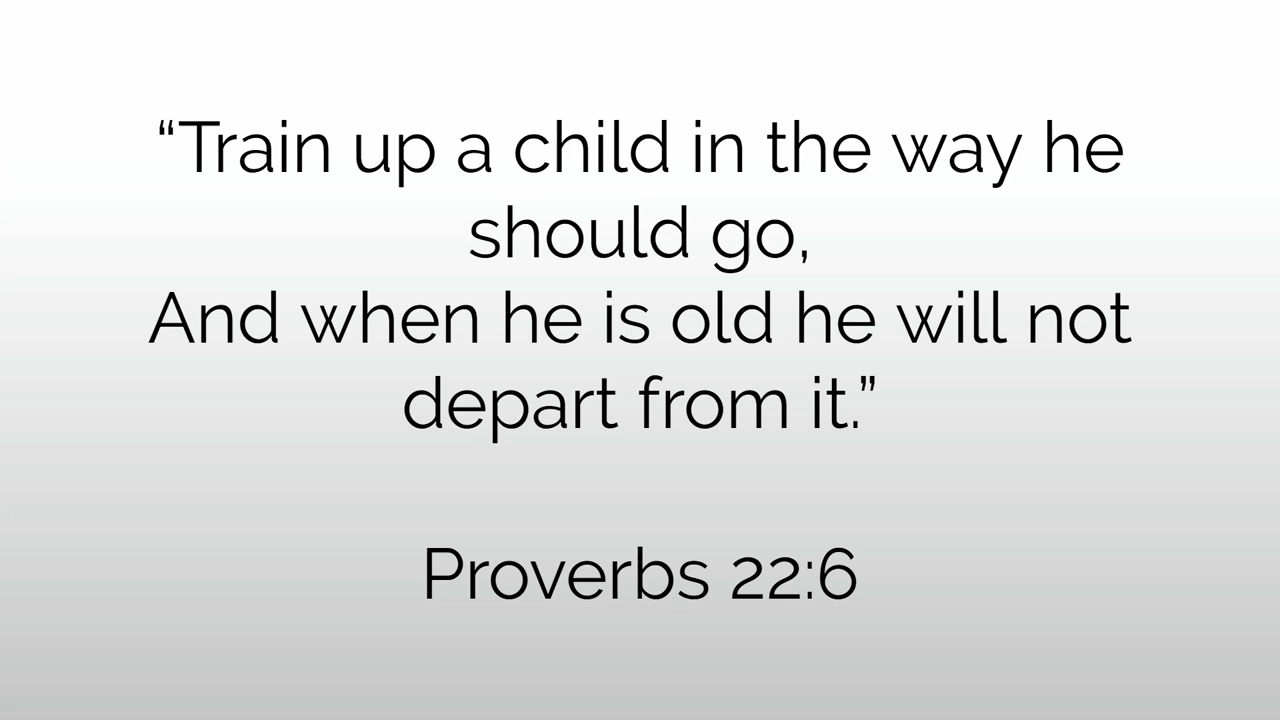 “Train up a child in the way he
should go,
And when he is old he will not
depart from it.”
Proverbs 22:6